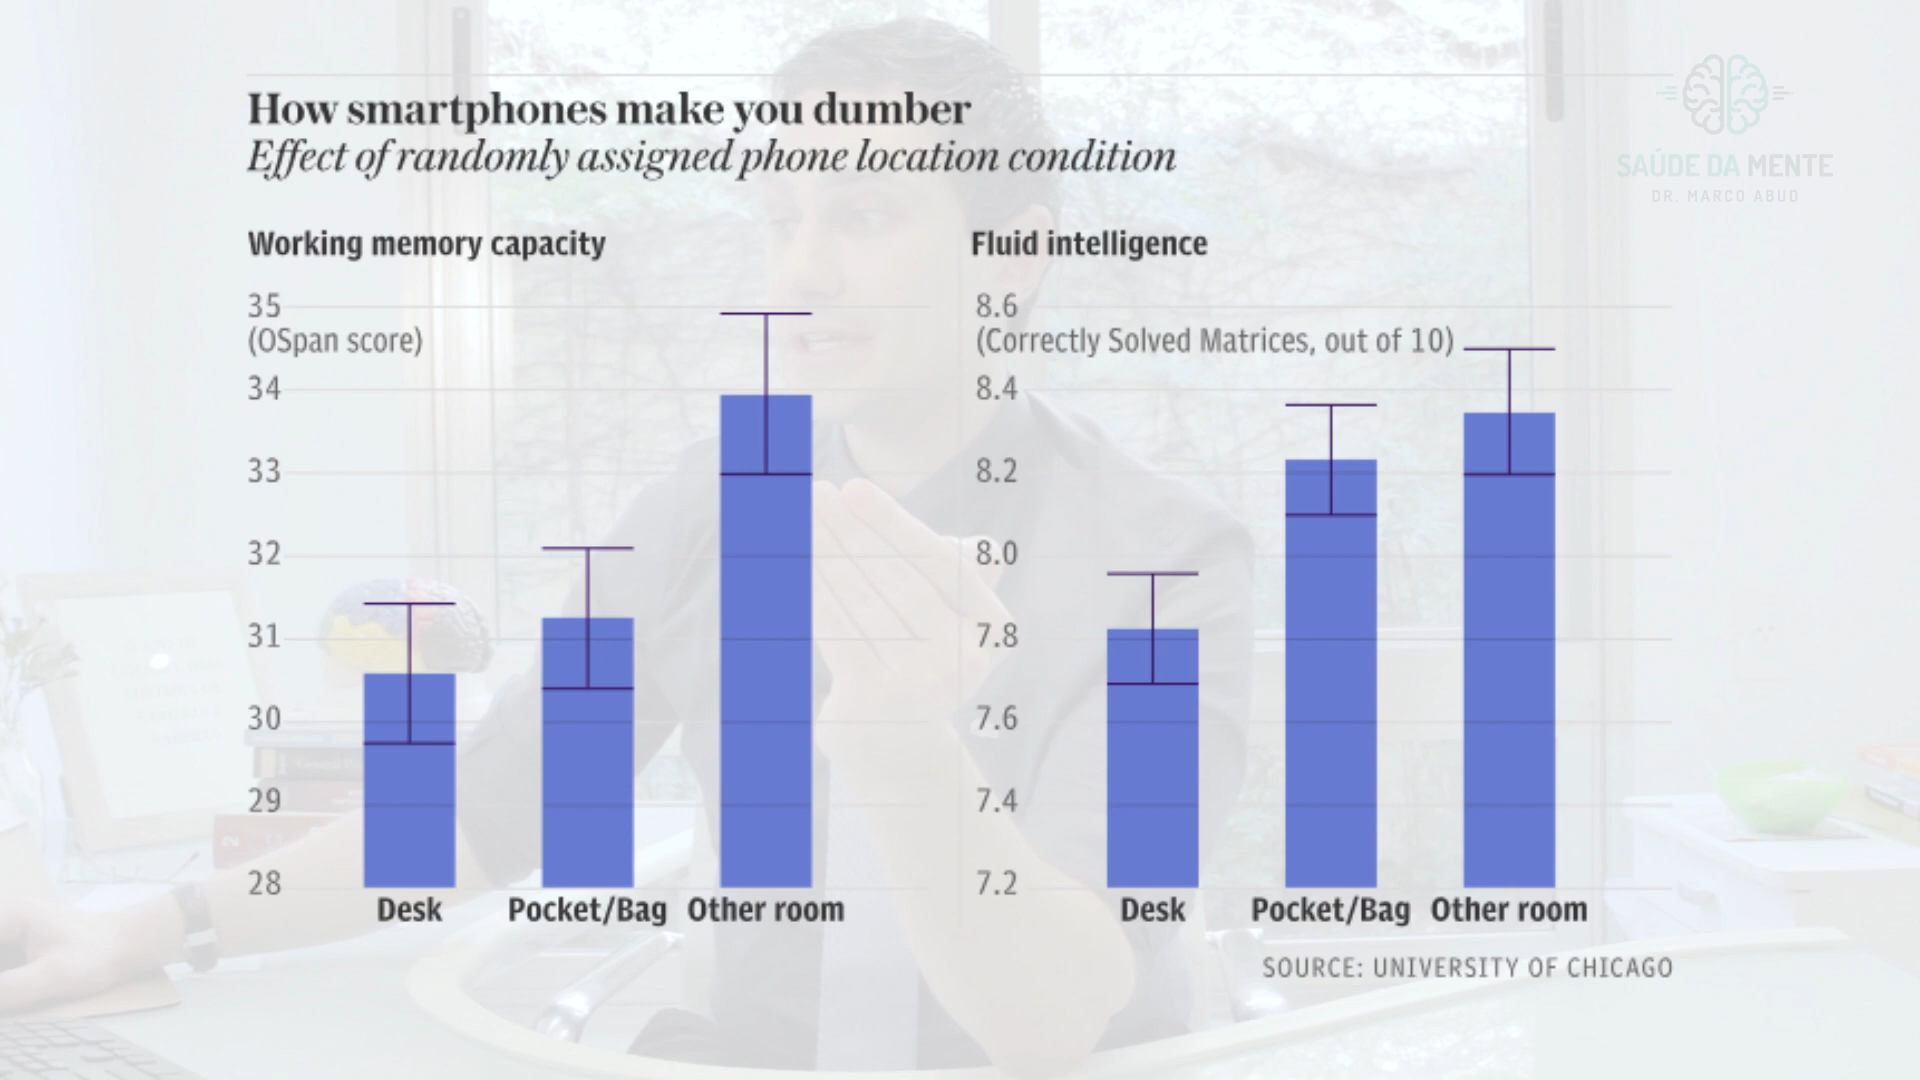 How smartphones make you dumber
Effect of randomly assigned phone location condition
SAÚDE DA MENTE
DR. MARCO ABUD
Working memory capacity
35
(OSpan score)
34
33
32
31
30
29
28
Desk Pocket/Bag Other room
Fluid intelligence
8.6
(Correctly Solved Matrices, out of 10)
8.4
8.2
8.0
7.8
7.6
7.4
7.2
Desk Pocket/Bag Other room
SOURCE: UNIVERSITY OF CHICAGO